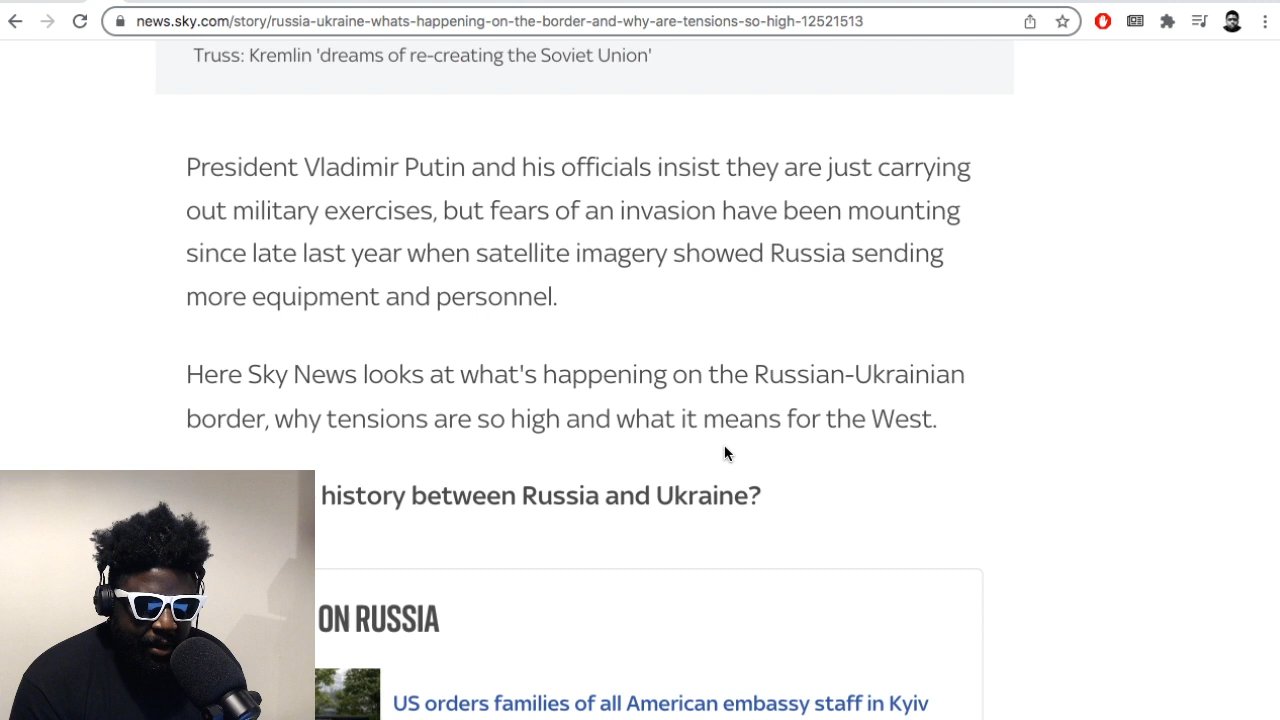 news.sky.com/story/russia-ukraine-whats-happening-on-the-border-and-why-are-tensions-so-high-12521513
Truss: Kremlin 'dreams of re-creating the Soviet Union'
President Vladimir Putin and his officials insist they are just carrying
out military exercises, but fears of an invasion have been mounting
since late last year when satellite imagery showed Russia sending
more equipment and personnel.
Here Sky News looks at what's happening on the Russian-Ukrainian
border, why tensions are so high and what it means for the West.
history between Russia and Ukraine?
ON RUSSIA
US orders families of all American embassy staff in Kyiv